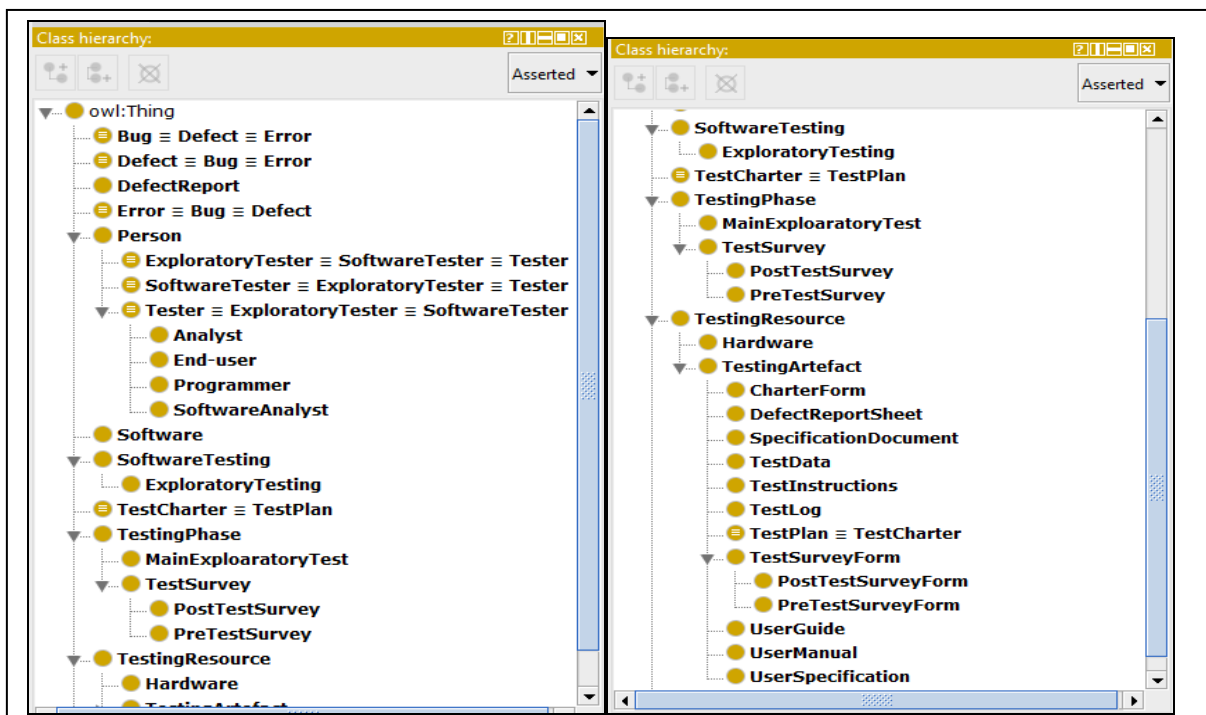 Class hierarchy:
Asserted
owl:Thing
Bug ≡ Defect ≡ Error
Defect ≡ Bug ≡ Error
DefectReport
Error ≡ Bug ≡ Defect
Person
ExploratoryTester ≡ SoftwareTester ≡ Tester
SoftwareTester ≡ ExploratoryTester ≡ Tester
Tester ≡ ExploratoryTester ≡ SoftwareTester
Analyst
End-user
Programmer
SoftwareAnalyst
Software
SoftwareTesting
ExploratoryTesting
TestCharter ≡ TestPlan
TestingPhase
MainExploaratoryTest
TestSurvey
PostTestSurvey
PreTestSurvey
TestingResource
Hardware
TestingArtefact
Class hierarchy:
Asserted
SoftwareTesting
ExploratoryTesting
TestCharter ≡ TestPlan
TestingPhase
MainExploaratoryTest
TestSurvey
PostTestSurvey
PreTestSurvey
TestingResource
Hardware
TestingArtefact
CharterForm
DefectReportSheet
SpecificationDocument
TestData
TestInstructions
TestLog
TestPlan ≡ TestCharter
TestSurveyForm
PostTestSurveyForm
PreTestSurveyForm
UserGuide
UserManual
UserSpecification